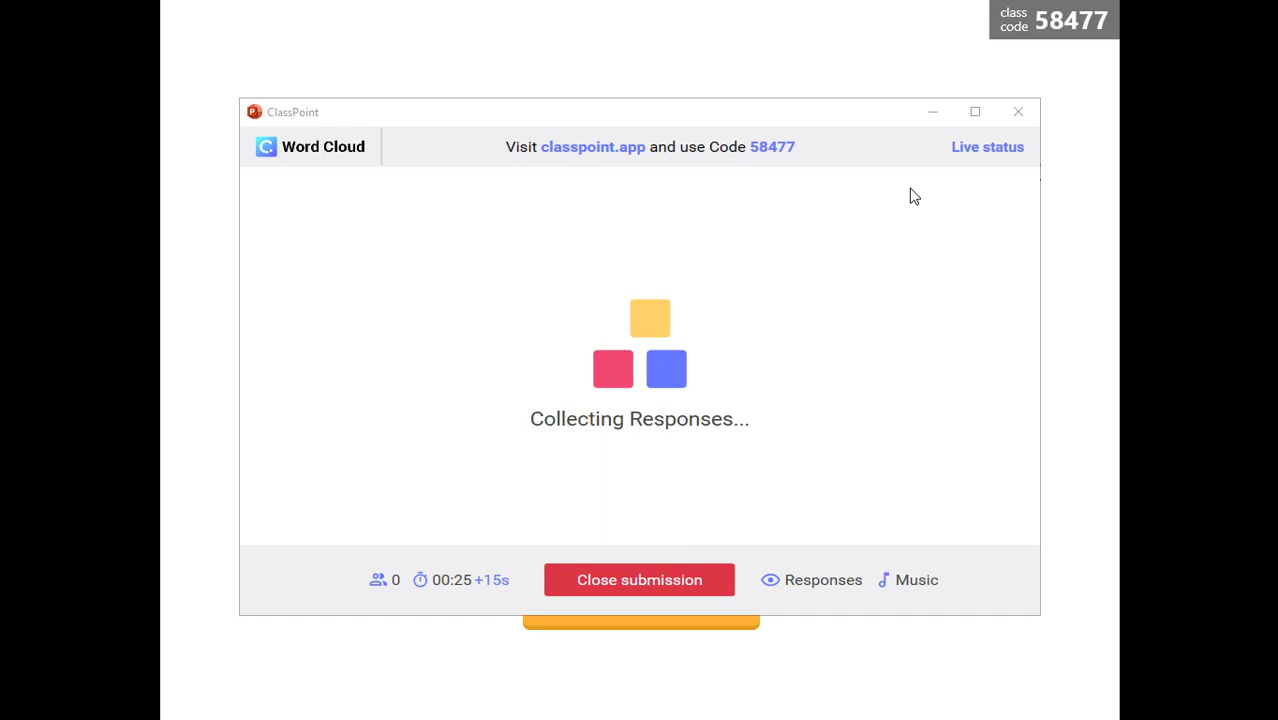 class code 58477
ClassPoint
Word Cloud
Visit classpoint.app and use Code 58477
Live status
Collecting Responses...
0 00:25 +15s
Close submission
Responses
Music